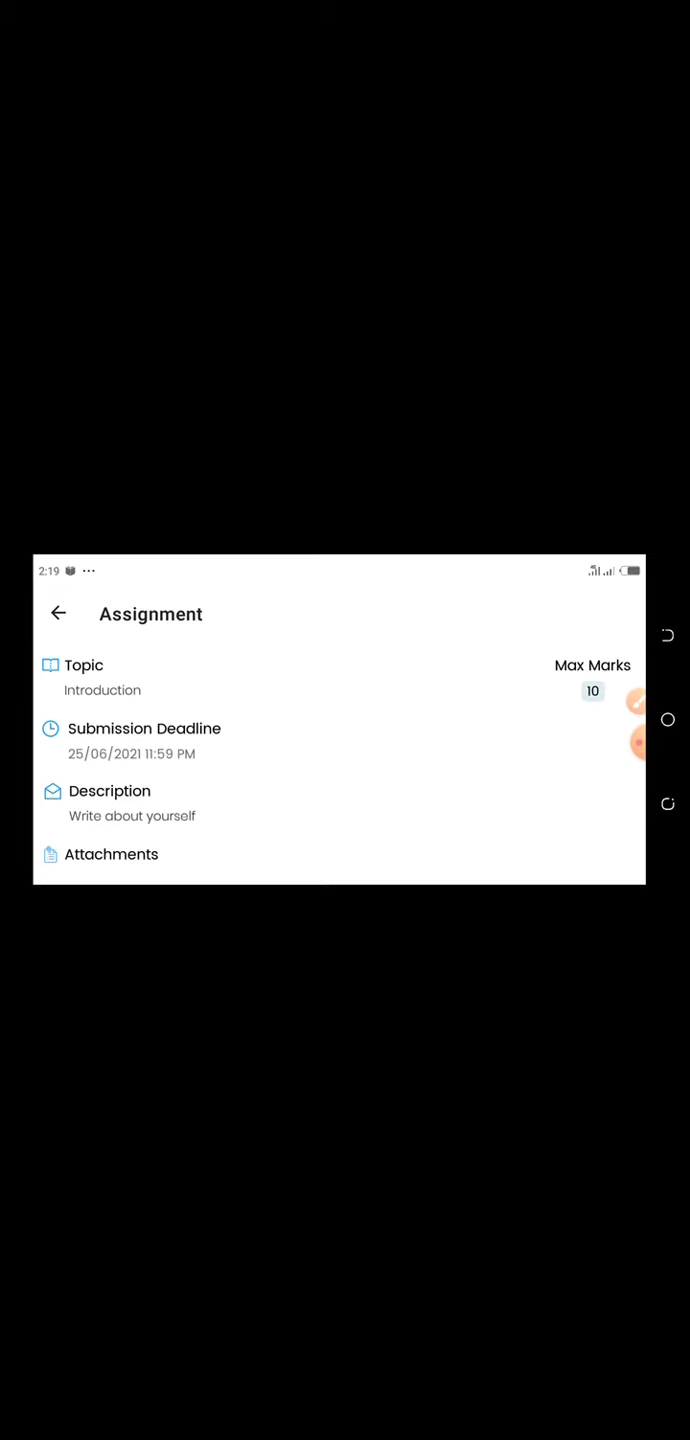 2:19
Assignment
Topic
Max Marks
Introduction
10
Submission Deadline
25/06/2021 11:59 PM
Description
Write about yourself
Attachments